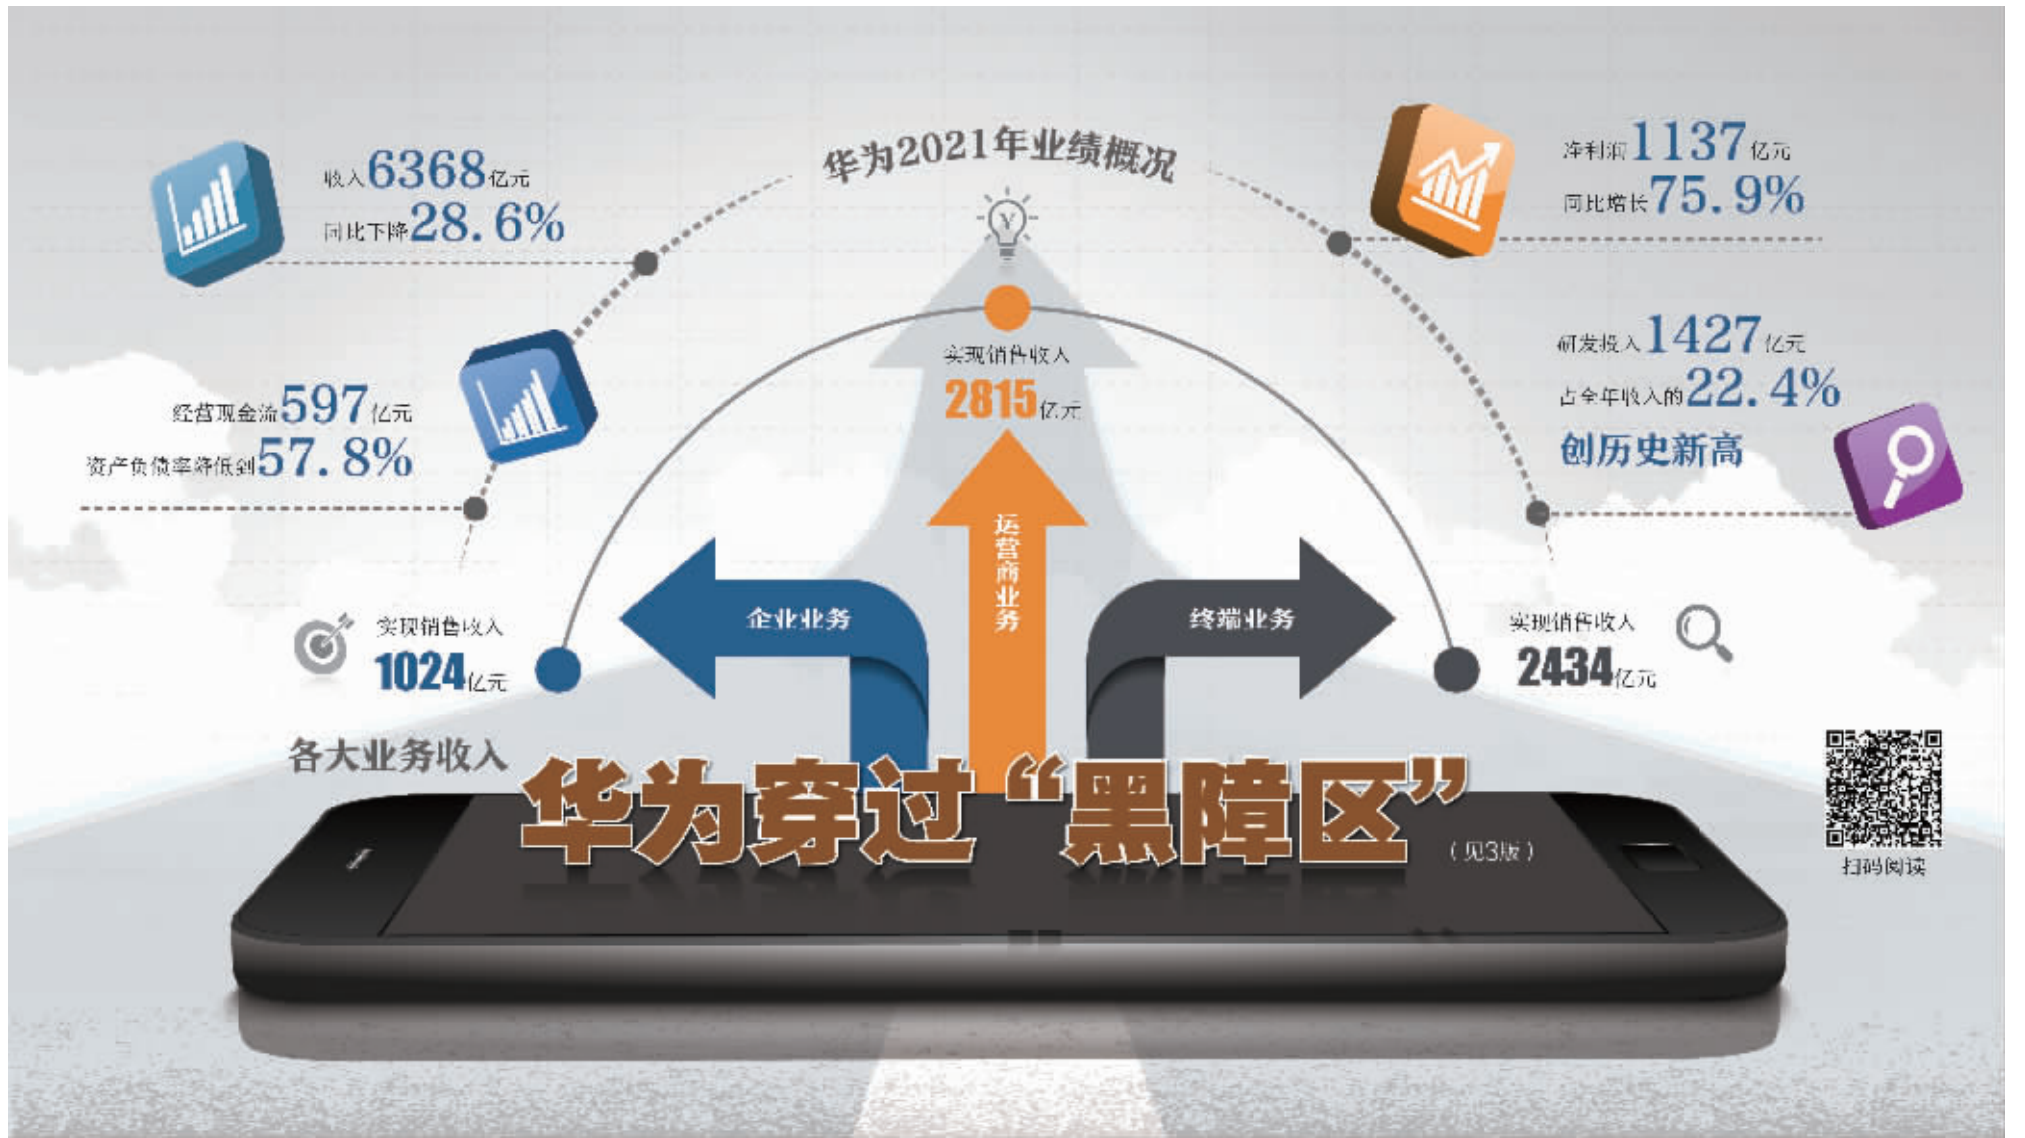 华为2021年业绩概况
收入6368亿元
同比下降28.6%
净利润1137亿元
同比增长75.9%
经营现金流597亿元
资产负债率降低到57.8%
研发投入1427亿元
占全年收入的22.4%
创历史新高
实现销售收入
2815亿元
运营商业务
企业业务
终端业务
实现销售收入
1024亿元
实现销售收入
2434亿元
各大业务收入
华为穿过“黑障区”
（见3版）
扫码阅读